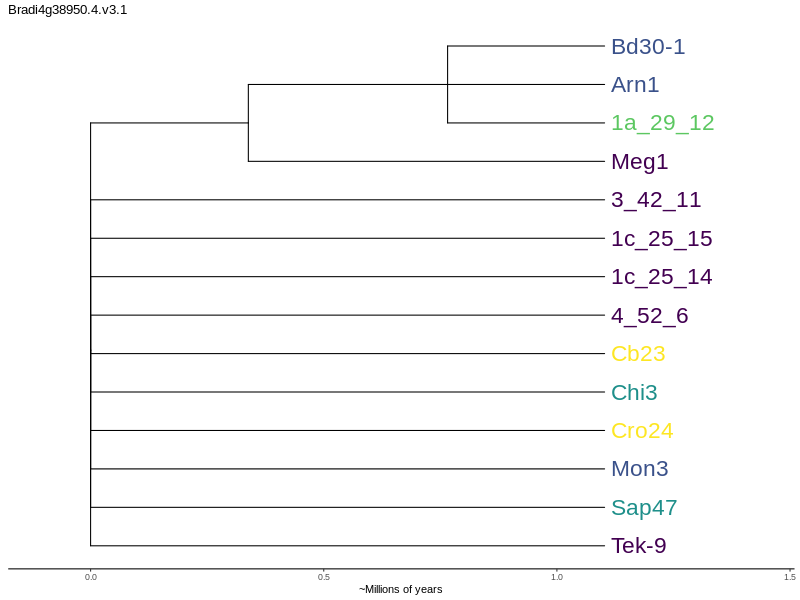 Bradi4g38950.4.v3.1
Bd30-1
Arn1
1a_29_12
Meg1
3_42_11
1c_25_15
1c_25_14
4_52_6
Cb23
Chi3
Cro24
Mon3
Sap47
Tek-9
0.0 0.5 1.0 1.5
~Millions of years